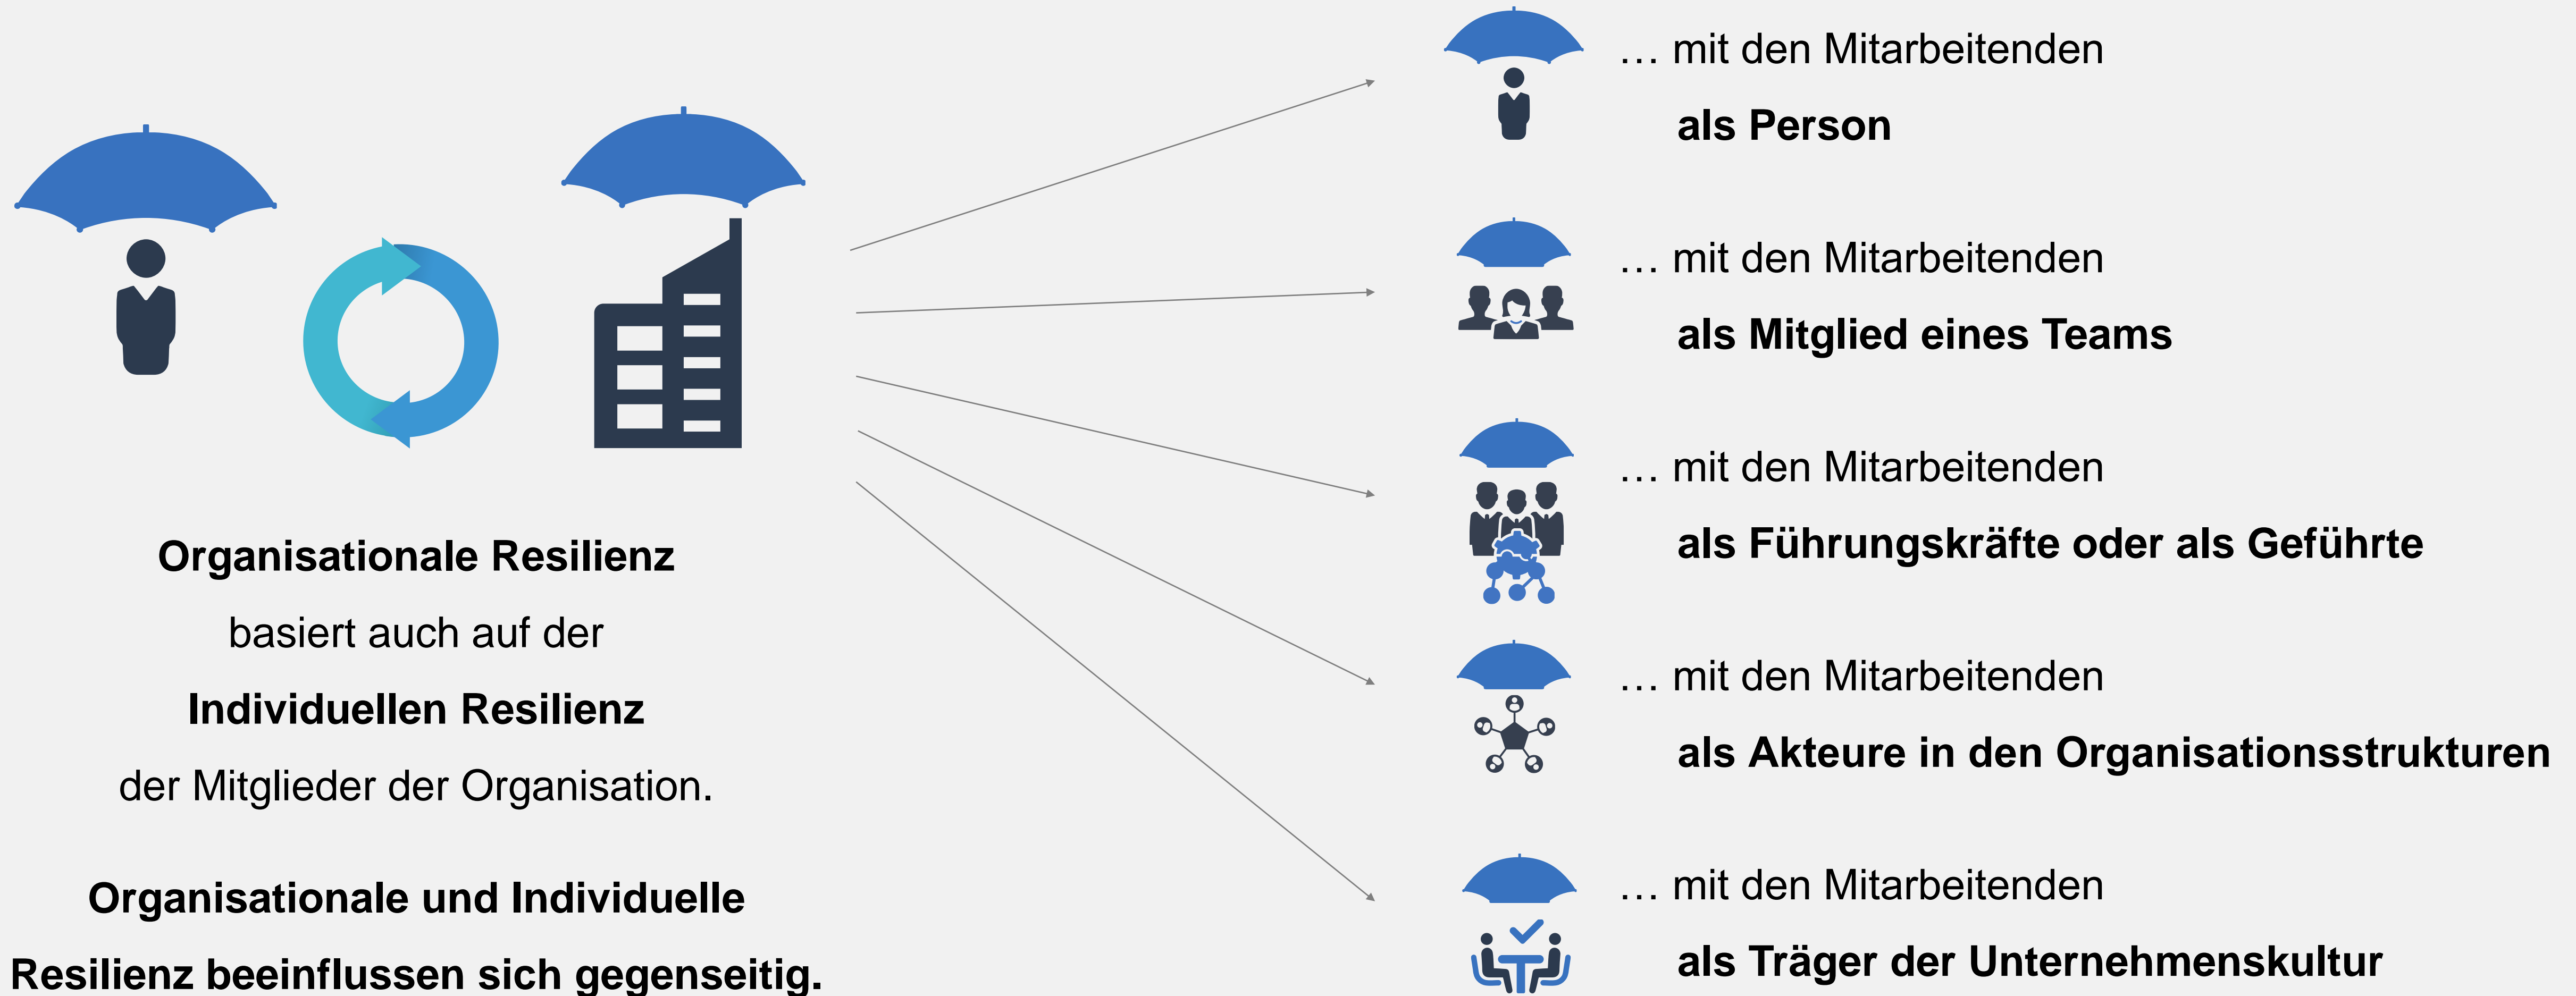 Organisationale Resilienz
basiert auch auf der
Individuellen Resilienz
der Mitglieder der Organisation.
Organisationale und Individuelle
Resilienz beeinflussen sich gegenseitig.
… mit den Mitarbeitenden
als Person
… mit den Mitarbeitenden
als Mitglied eines Teams
… mit den Mitarbeitenden
als Führungskräfte oder als Geführte
… mit den Mitarbeitenden
als Akteure in den Organisationsstrukturen
… mit den Mitarbeitenden
als Träger der Unternehmenskultur